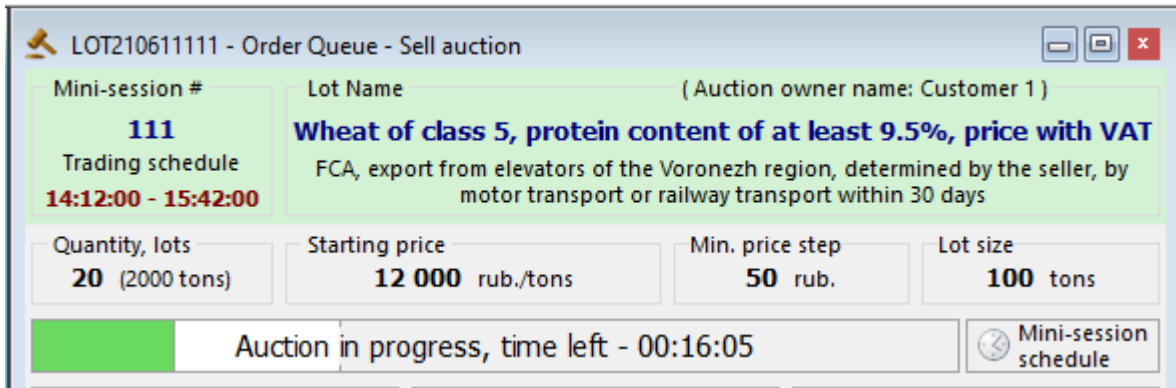 LOT210611111 - Order Queue - Sell auction
Mini-session #
111
Trading schedule
14:12:00 - 15:42:00
Lot Name
( Auction owner name: Customer 1 )
Wheat of class 5, protein content of at least 9.5%, price with VAT
FCA, export from elevators of the Voronezh region, determined by the seller, by
motor transport or railway transport within 30 days
Quantity, lots
20 (2000 tons)
Starting price
12 000 rub./tons
Min. price step
50 rub.
Lot size
100 tons
Auction in progress, time left - 00:16:05
Mini-session
schedule